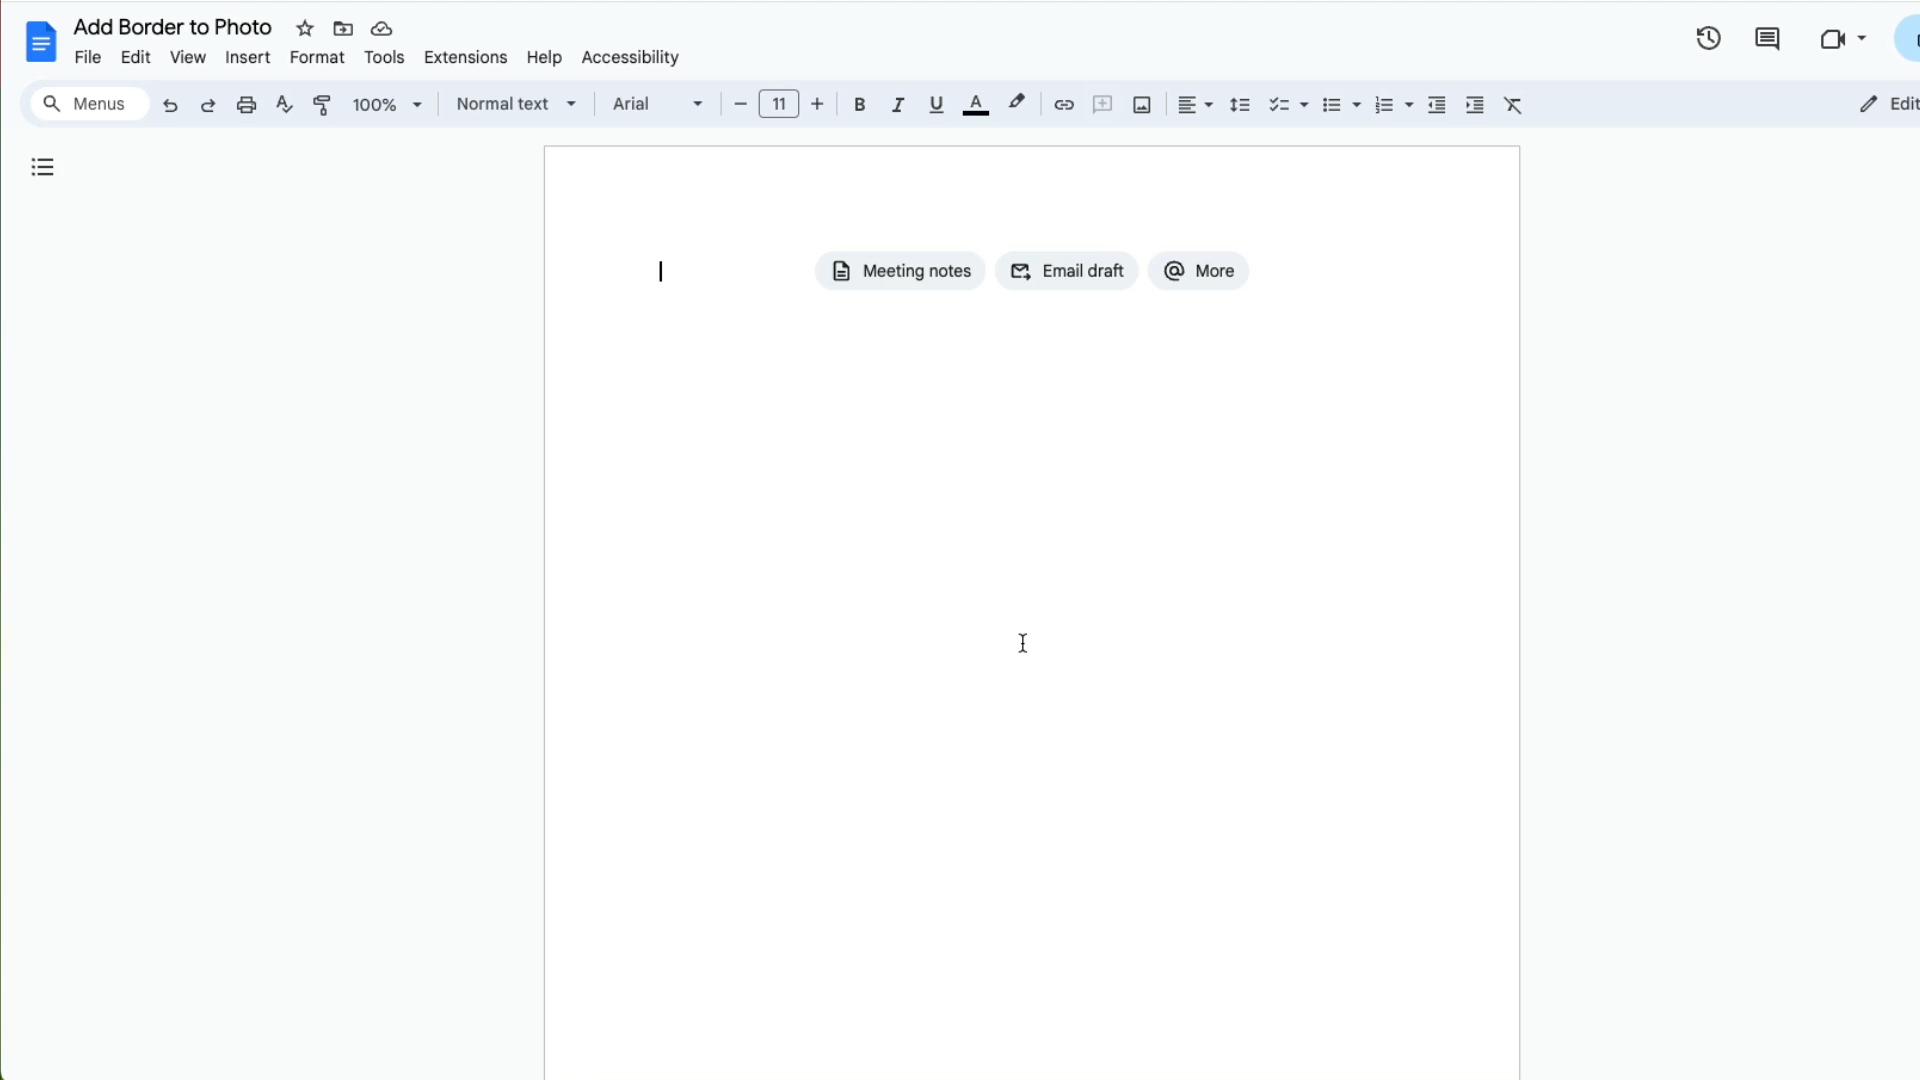 Add Border to Photo
File Edit View Insert Format Tools Extensions Help Accessibility
Menus 100% Normal text Arial 11 B I U A Edit
Meeting notes Email draft More